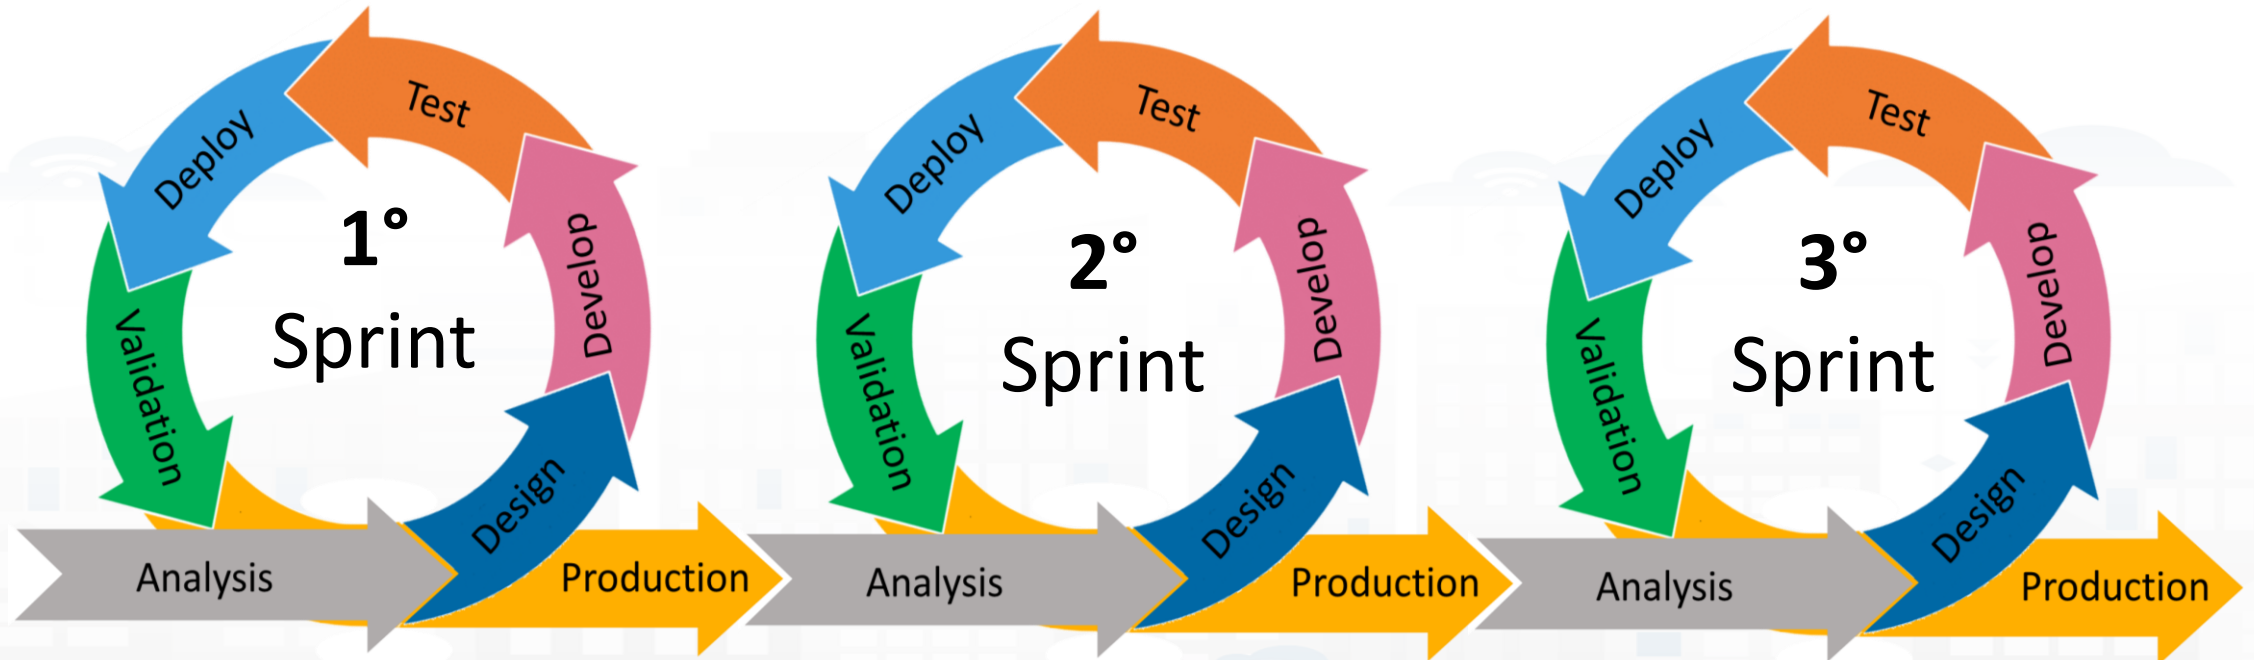 1°
Sprint
Analysis
Design
Develop
Test
Deploy
Validation
Production
2°
Sprint
Analysis
Design
Develop
Test
Deploy
Validation
Production
3°
Sprint
Analysis
Design
Develop
Test
Deploy
Validation
Production